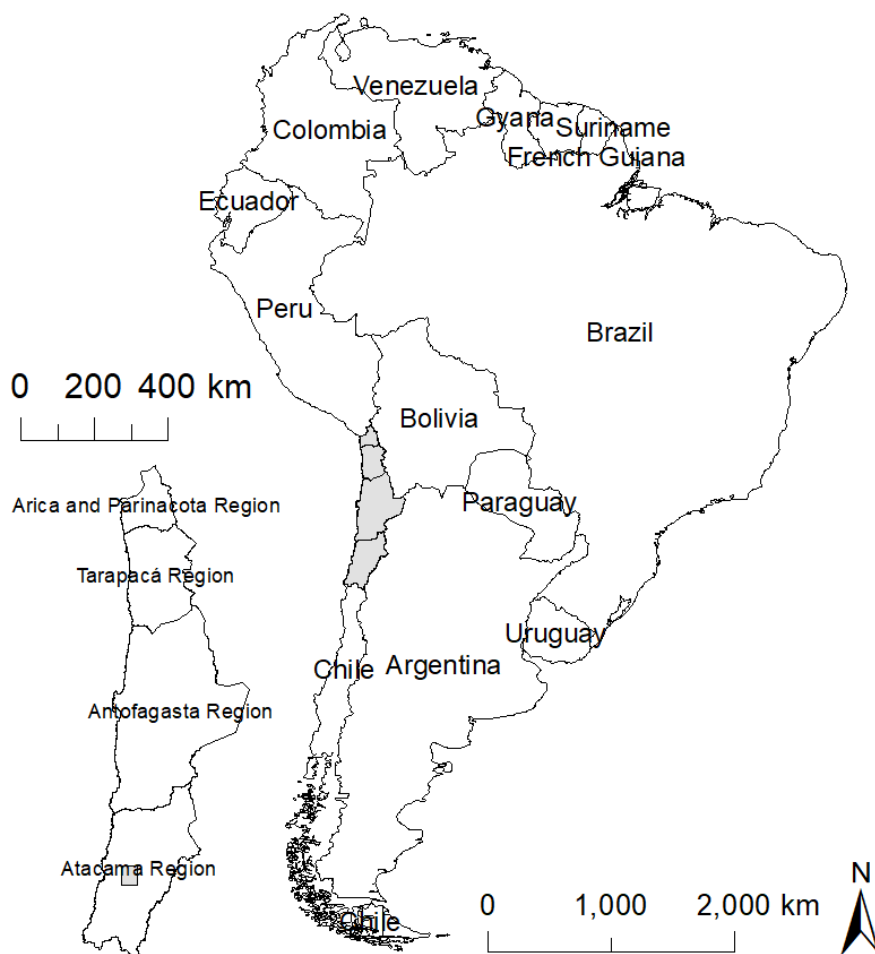 Venezuela
Gyana
Suriname
Colombia
French Guiana
Ecuador
Peru
Brazil
0 200 400 km
Bolivia
Arica and Parinacota Region
Paraguay
Tarapacá Region
Uruguay
Chile
Argentina
Antofagasta Region
Atacama Region
N
0 1,000 2,000 km
Chile